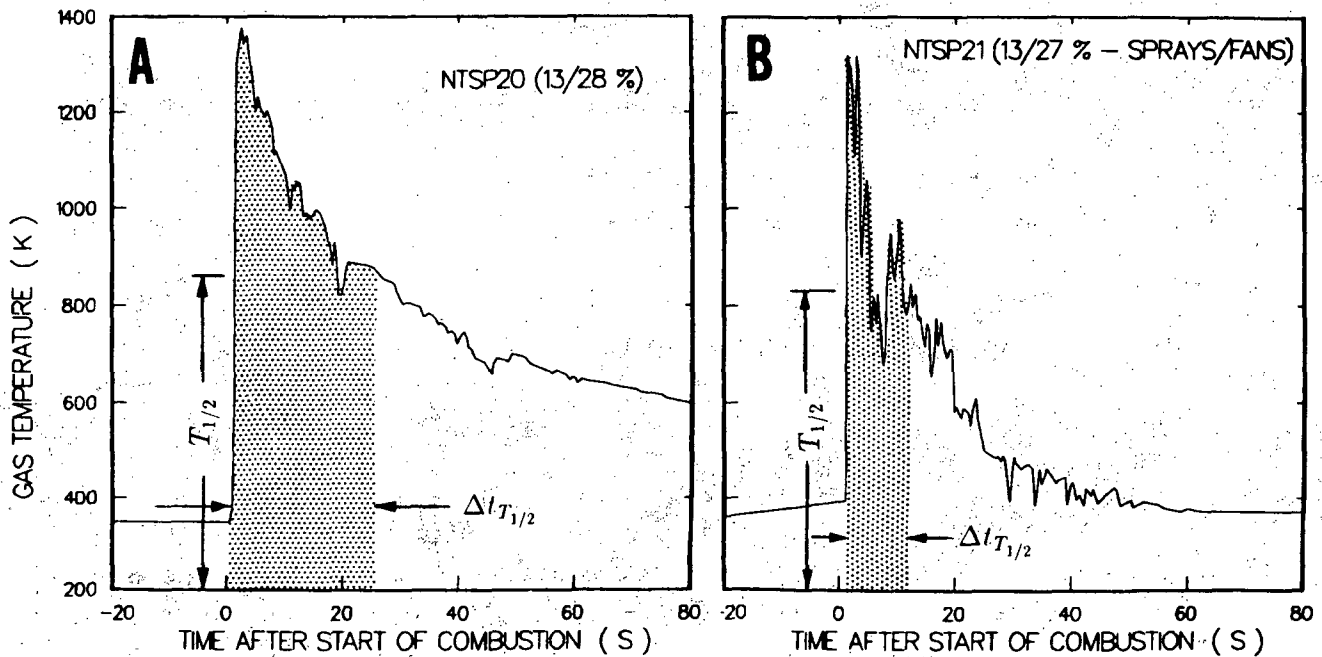 A
NTSP20 (13/28 %)
1400
1200
1000
800
600
400
200
GAS TEMPERATURE (K)
T1/2
ΔtT1/2
-20 0 20 40 60 80
TIME AFTER START OF COMBUSTION (S)
B
NTSP21 (13/27 % - SPRAYS/FANS)
T1/2
ΔtT1/2
-20 0 20 40 60 80
TIME AFTER START OF COMBUSTION (S)